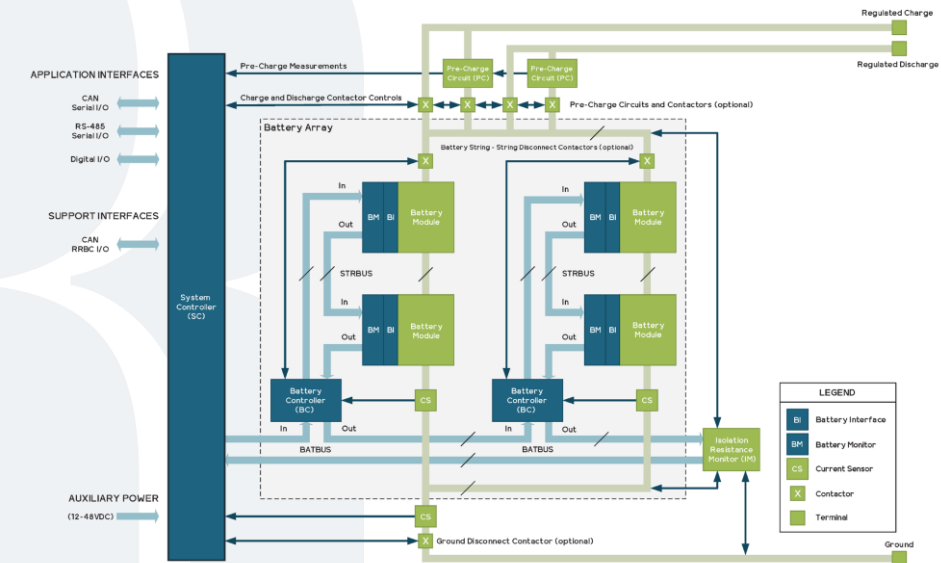 Regulated Charge
Regulated Discharge
APPLICATION INTERFACES
CAN
Serial I/O
RS-485
Serial I/O
Digital I/O
SUPPORT INTERFACES
CAN
RRBC I/O
AUXILIARY POWER
(12-48VDC)
System
Controller
(SC)
Pre-Charge Measurements
Pre-Charge
Circuit (PC)
Pre-Charge
Circuit (PC)
Charge and Discharge Contactor Controls
X
X
X
X
Pre-Charge Circuits and Contactors (optional)
Battery Array
Battery String - String Disconnect Contactors (optional)
X
X
In
BM
BI
Battery
Module
Out
STRBUS
In
BM
BI
Battery
Module
Out
Battery
Controller
(BC)
CS
In
Out
BATBUS
In
BM
BI
Battery
Module
Out
STRBUS
In
BM
BI
Battery
Module
Out
Battery
Controller
(BC)
CS
In
Out
BATBUS
Isolation
Resistance
Monitor (IM)
CS
X
Ground Disconnect Contactor (optional)
Ground
LEGEND
BI
Battery Interface
BM
Battery Monitor
CS
Current Sensor
X
Contactor
Terminal